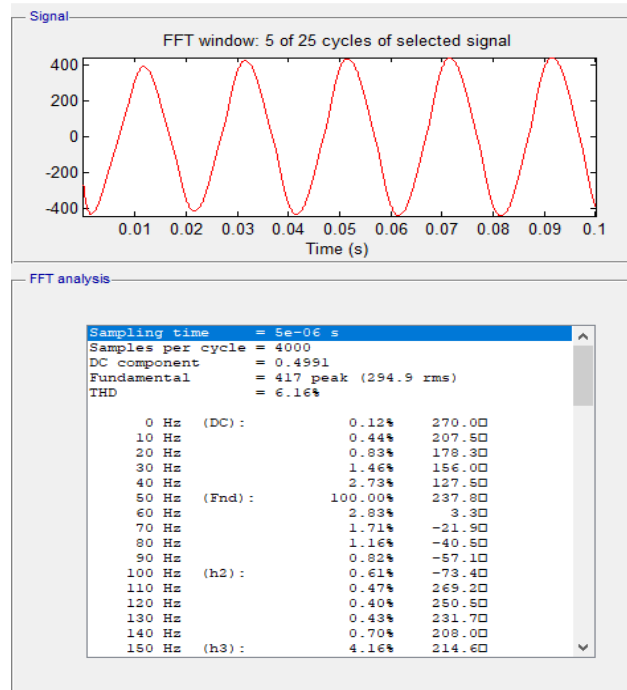 Signal
FFT window: 5 of 25 cycles of selected signal
400
200
0
-200
-400
0.01 0.02 0.03 0.04 0.05 0.06 0.07 0.08 0.09 0.1
Time (s)
FFT analysis
Sampling time = 5e-06 s
Samples per cycle = 4000
DC component = 0.4991
Fundamental = 417 peak (294.9 rms)
THD = 6.16%
0 Hz (DC): 0.12% 270.0□
10 Hz 0.44% 207.5□
20 Hz 0.83% 178.3□
30 Hz 1.46% 156.0□
40 Hz 2.73% 127.5□
50 Hz (Fnd): 100.00% 237.8□
60 Hz 2.83% 3.3□
70 Hz 1.71% -21.9□
80 Hz 1.16% -40.5□
90 Hz 0.82% -57.1□
100 Hz (h2): 0.61% -73.4□
110 Hz 0.47% 269.2□
120 Hz 0.40% 250.5□
130 Hz 0.43% 231.7□
140 Hz 0.70% 208.0□
150 Hz (h3): 4.16% 214.6□